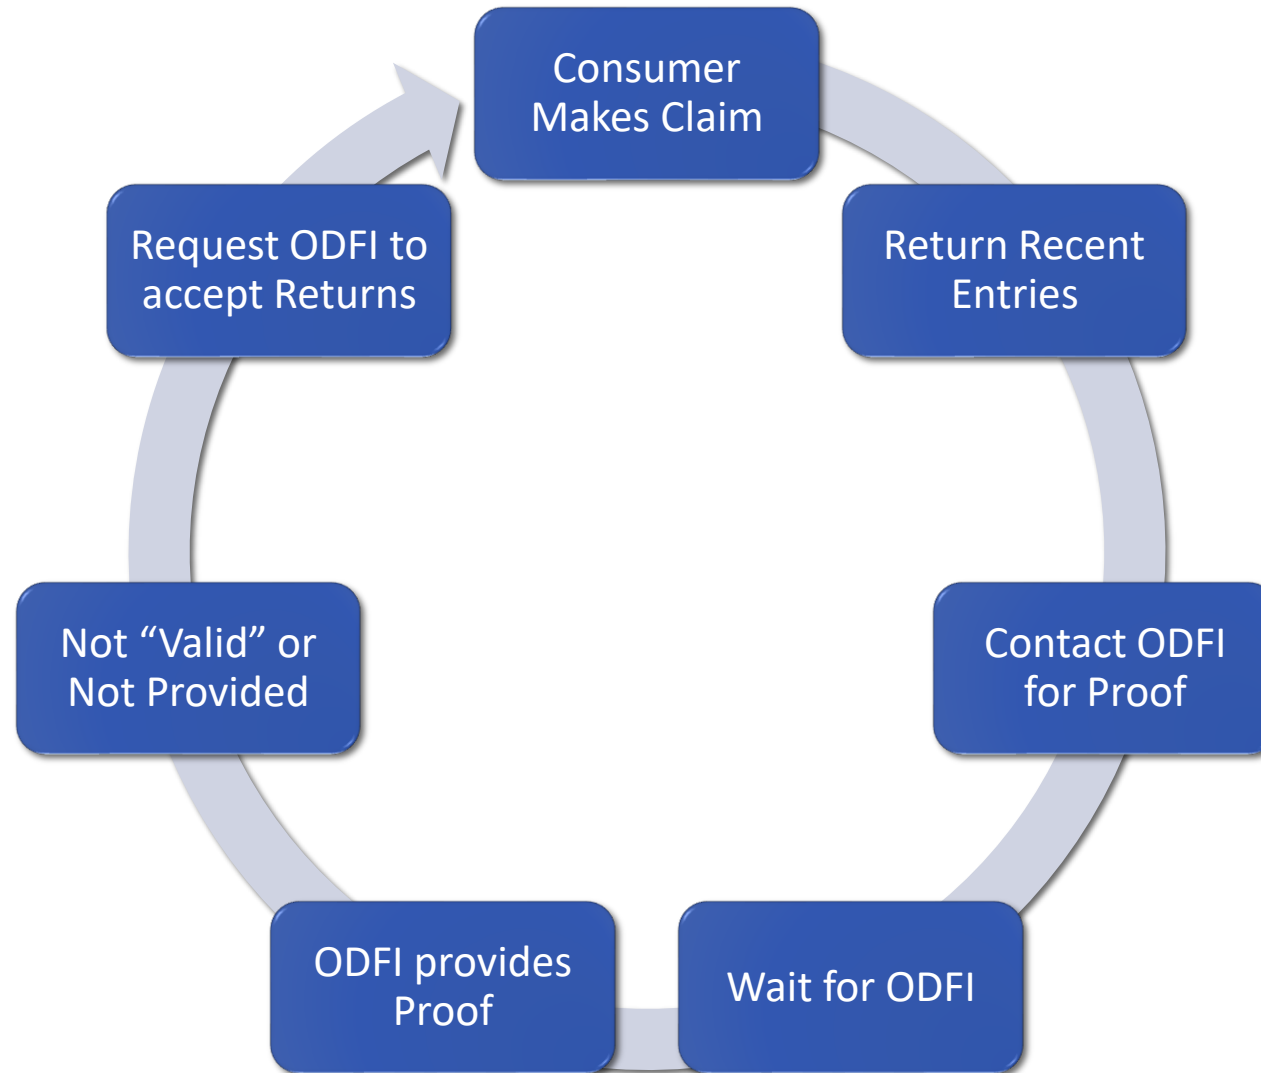 Consumer
Makes Claim
Return Recent
Entries
Contact ODFI
for Proof
Wait for ODFI
ODFI provides
Proof
Not “Valid” or
Not Provided
Request ODFI to
accept Returns